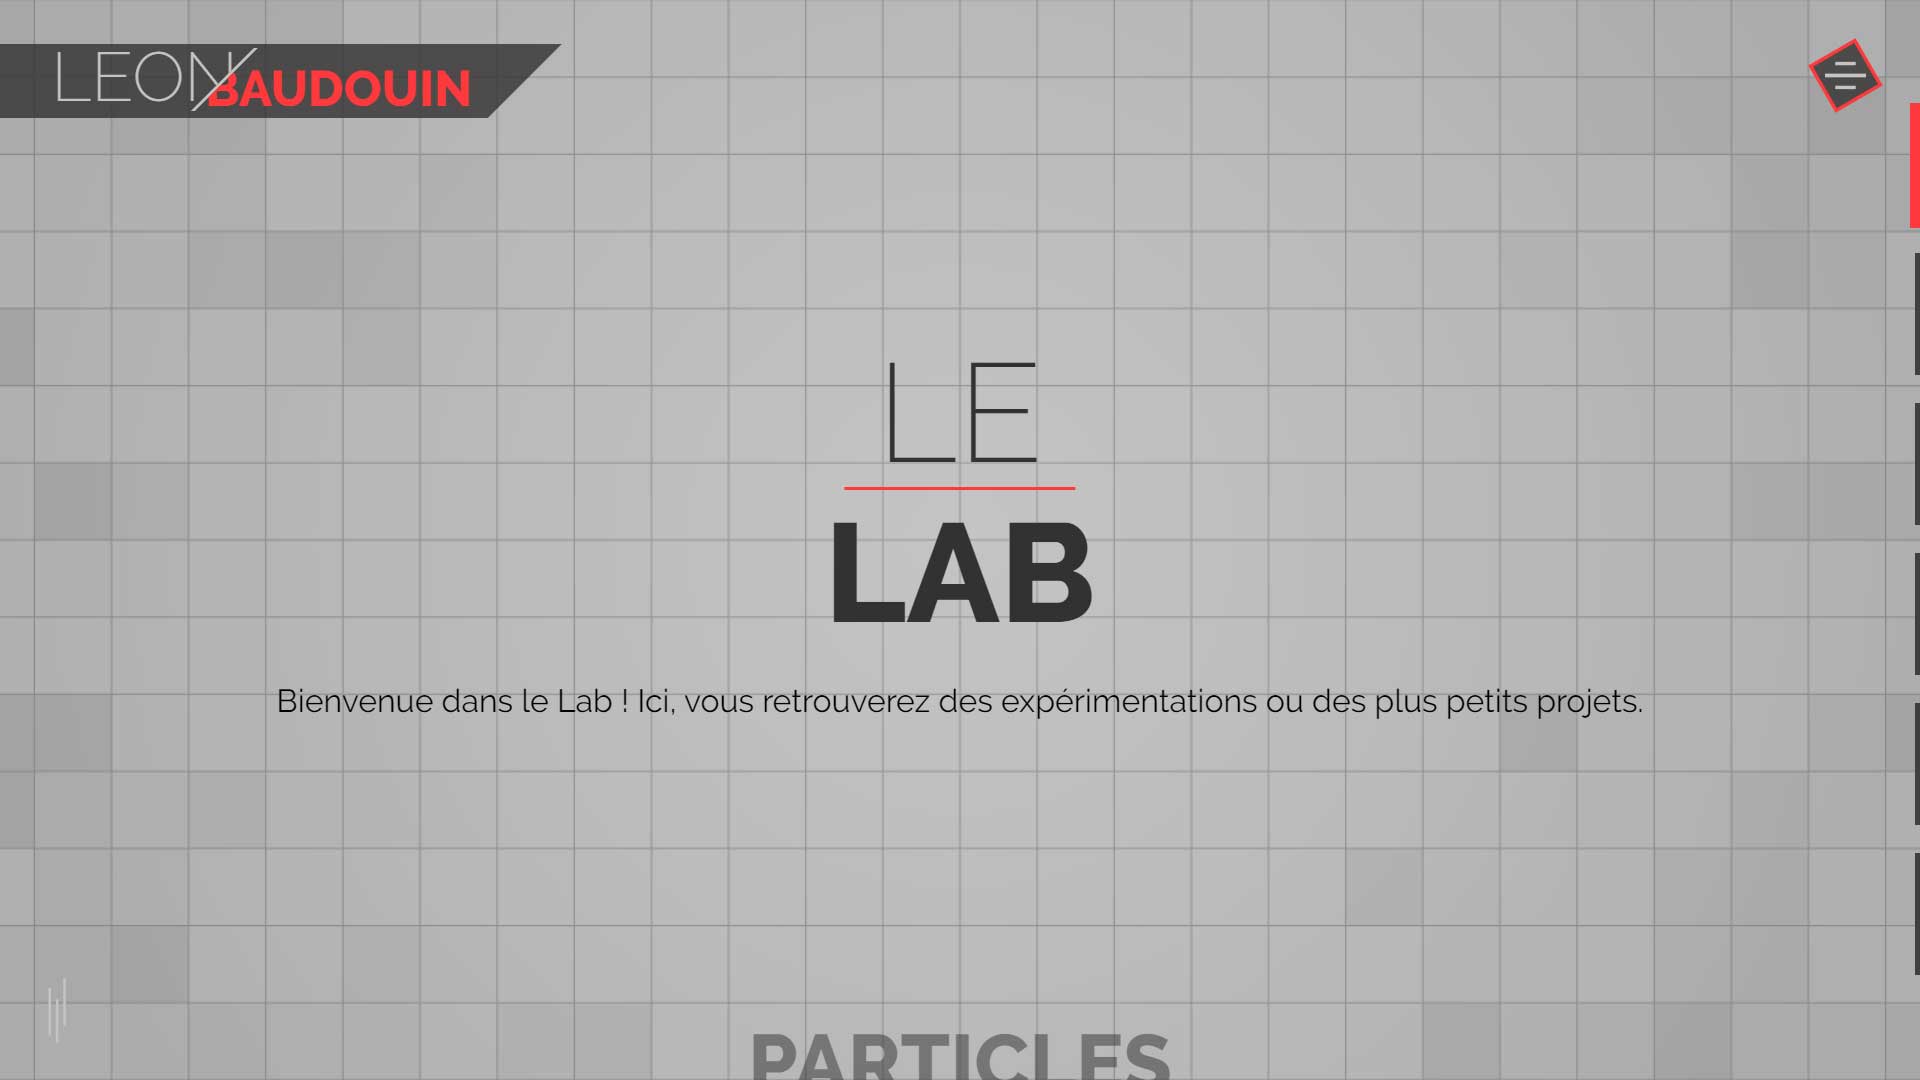 LEON BAUDOUIN
LE
LAB
Bienvenue dans le Lab ! Ici, vous retrouverez des expérimentations ou des plus petits projets.
PARTICLES